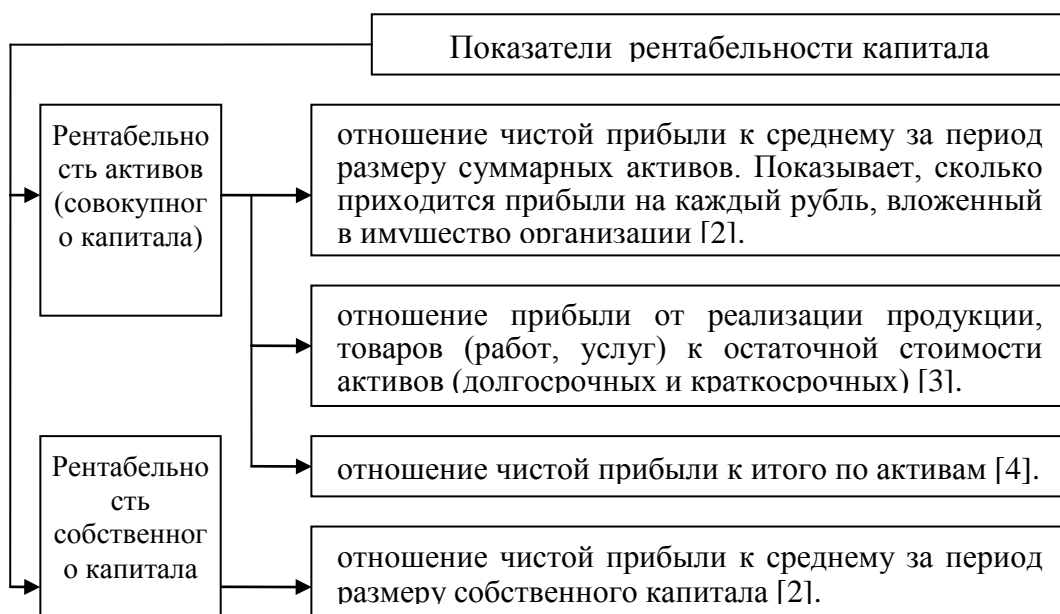 Показатели рентабельности капитала
Рентабельно
сть активов
(совокупног
о капитала)
отношение чистой прибыли к среднему за период
размеру суммарных активов. Показывает, сколько
приходится прибыли на каждый рубль, вложенный
в имущество организации [2].
отношение прибыли от реализации продукции,
товаров (работ, услуг) к остаточной стоимости
активов (долгосрочных и краткосрочных) [3].
отношение чистой прибыли к итого по активам [4].
Рентабельно
сть
собственног
о капитала
отношение чистой прибыли к среднему за период
размеру собственного капитала [2].